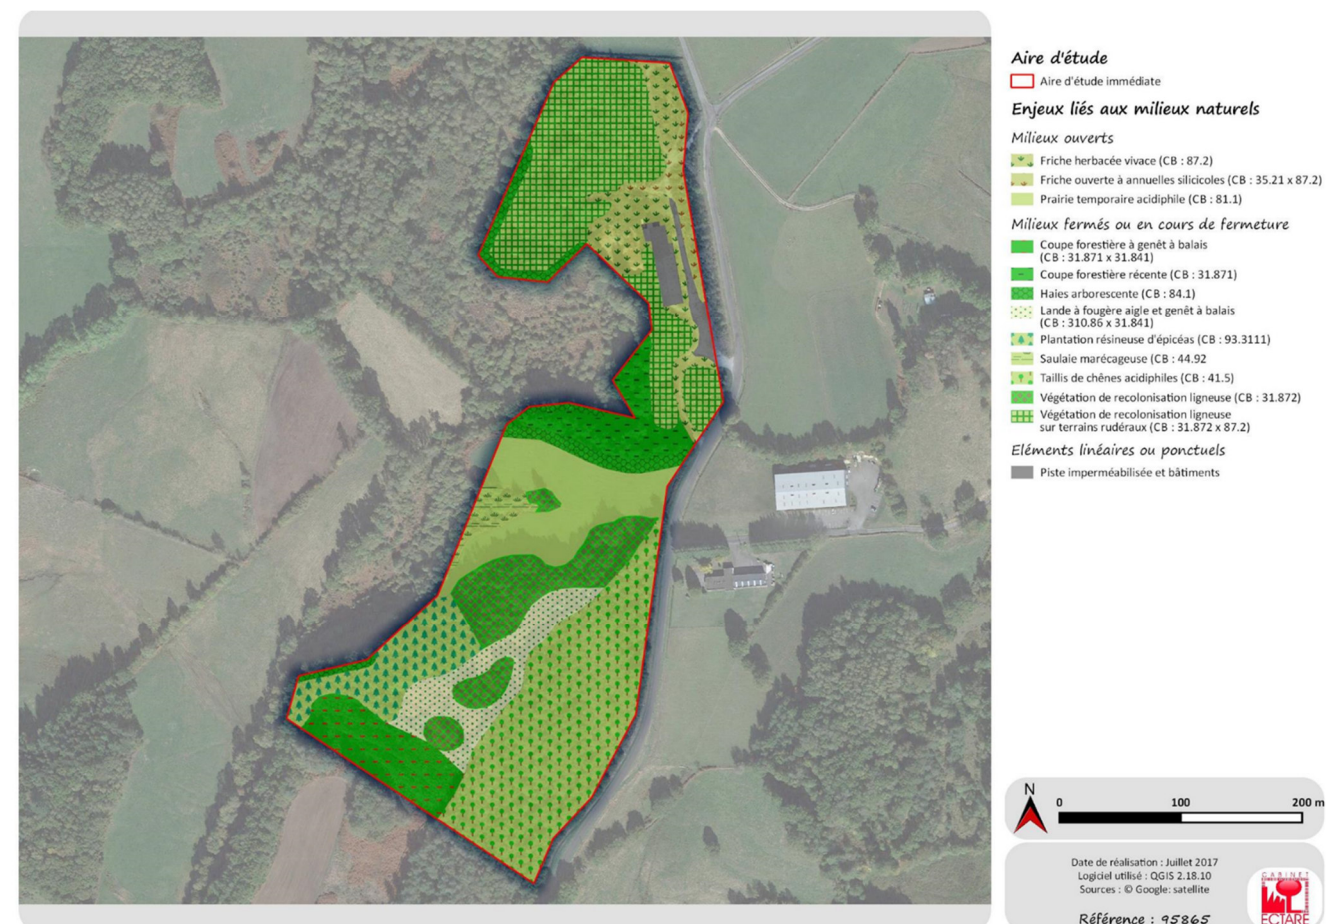 Aire d'étude
Aire d'étude immédiate
Enjeux liés aux milieux naturels
Milieux ouverts
Friche herbacée vivace (CB : 87.2)
Friche ouverte à annuelles silicicoles (CB : 35.21 x 87.2)
Prairie temporaire acidiphile (CB : 81.1)
Milieux fermés ou en cours de fermeture
Coupe forestière à genêt à balais
(CB : 31.871 x 31.841)
Coupe forestière récente (CB : 31.871)
Haies arborescente (CB : 84.1)
Lande à fougère aigle et genêt à balais
(CB : 310.86 x 31.841)
Plantation résineuse d'épicéas (CB : 93.3111)
Saulaie marécageuse (CB : 44.92
Taillis de chênes acidiphiles (CB : 41.5)
Végétation de recolonisation ligneuse (CB : 31.872)
Végétation de recolonisation ligneuse
sur terrains rudéraux (CB : 31.872 x 87.2)
Eléments linéaires ou ponctuels
Piste imperméabilisée et bâtiments
N
0 100 200 m
Date de réalisation : Juillet 2017
Logiciel utilisé : QGIS 2.18.10
Sources : © Google: satellite
Référence : 95865
CABINET
ECTARE